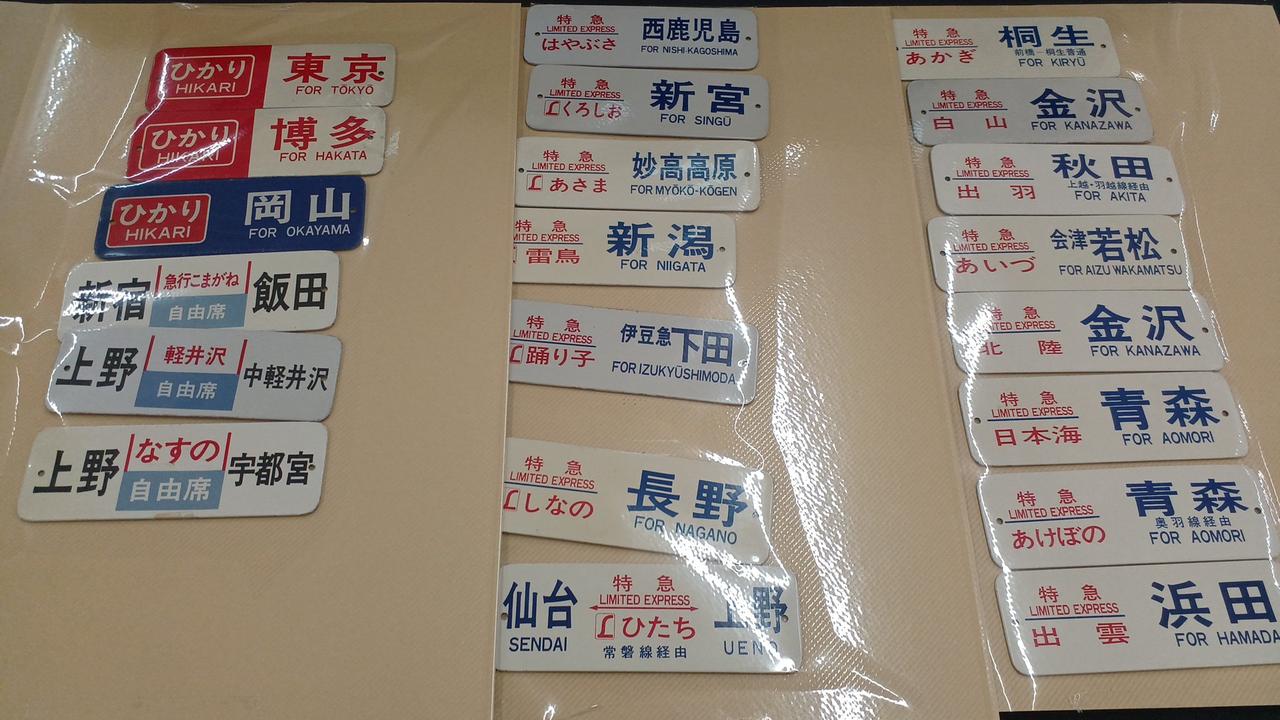 ひかり 東京
HIKARI FOR TŌKYŌ
ひかり 博多
HIKARI FOR HAKATA
ひかり 岡山
HIKARI FOR OKAYAMA
新宿 急行こまがね 飯田
自由席
上野 軽井沢 中軽井沢
自由席
上野 なすの 宇都宮
自由席
特急 西鹿児島
LIMITED EXPRESS
はやぶさ FOR NISHI-KAGOSHIMA
特急 新宮
LIMITED EXPRESS
Lくろしお FOR SINGŪ
特急 妙高高原
LIMITED EXPRESS
Lあさま FOR MYŌKŌ-KŌGEN
特急 新潟
LIMITED EXPRESS
雷鳥 FOR NIIGATA
特急 伊豆急下田
LIMITED EXPRESS
L踊り子 FOR IZUKYŪSHIMODA
特急 長野
LIMITED EXPRESS
Lしなの FOR NAGANO
仙台 特急 上野
LIMITED EXPRESS
SENDAI Lひたち UENO
常磐線経由
特急 桐生
LIMITED EXPRESS 前橋-桐生普通
あかぎ FOR KIRYŪ
特急 金沢
LIMITED EXPRESS
白山 FOR KANAZAWA
特急 秋田
LIMITED EXPRESS 上越・羽越線経由
出羽 FOR AKITA
特急 会津若松
LIMITED EXPRESS
あいづ FOR AIZU WAKAMATSU
特急 金沢
LIMITED EXPRESS
北陸 FOR KANAZAWA
特急 青森
LIMITED EXPRESS
日本海 FOR AOMORI
特急 青森
LIMITED EXPRESS 奥羽線経由
あけぼの FOR AOMORI
特急 浜田
LIMITED EXPRESS
出雲 FOR HAMADA